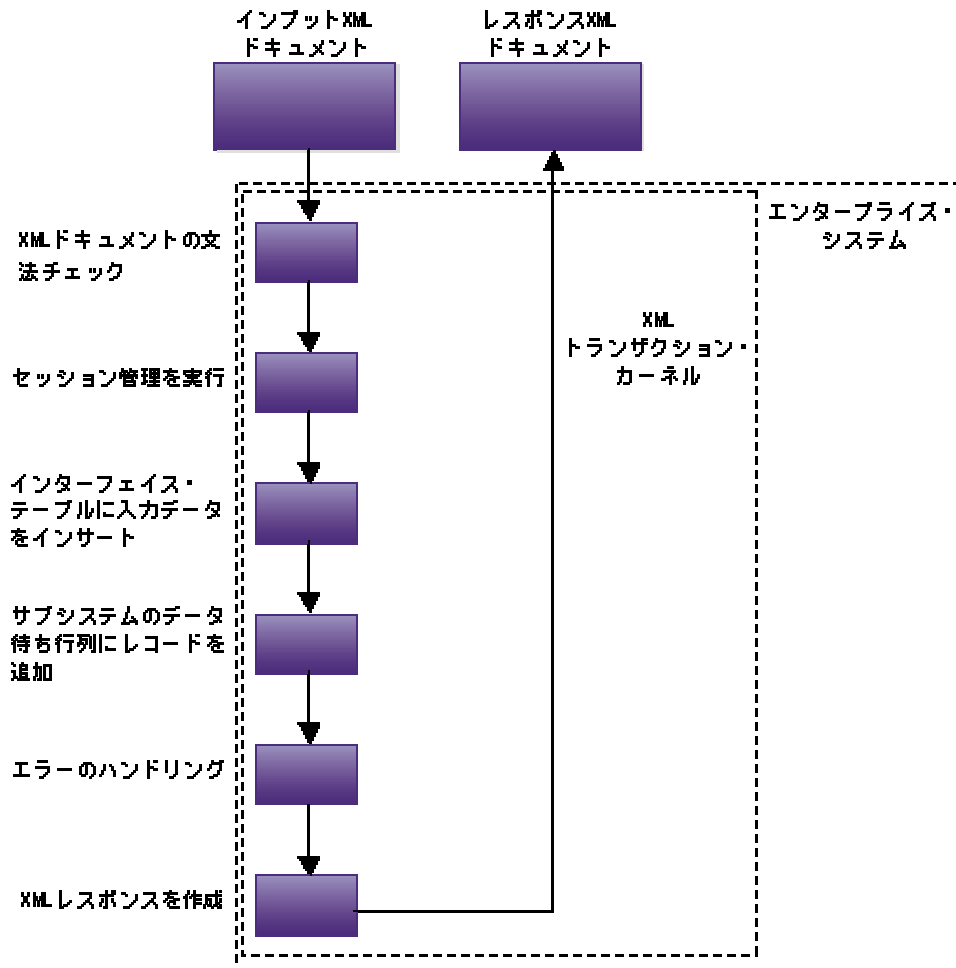 インプットXML
ドキュメント
レスポンスXML
ドキュメント
エンタープライズ・
システム
XMLドキュメントの文
法チェック
XML
トランザクション・
カーネル
セッション管理を実行
インターフェイス・
テーブルに入力データ
をインサート
サブシステムのデータ
待ち行列にレコードを
追加
エラーのハンドリング
XMLレスポンスを作成